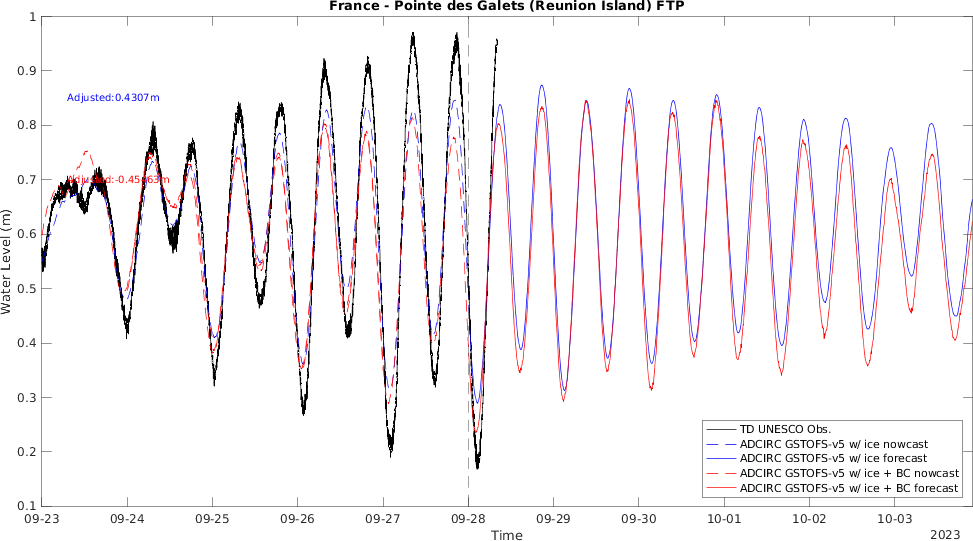 France - Pointe des Galets (Reunion Island) FTP
1
0.9
0.8
0.7
0.6
0.5
0.4
0.3
0.2
0.1
Water Level (m)
Adjusted:0.4307m
TD UNESCO Obs.
ADCIRC GSTOFS-v5 w/ ice nowcast
ADCIRC GSTOFS-v5 w/ ice forecast
ADCIRC GSTOFS-v5 w/ ice + BC nowcast
ADCIRC GSTOFS-v5 w/ ice + BC forecast
09-23 09-24 09-25 09-26 09-27 09-28 09-29 09-30 10-01 10-02 10-03
Time
2023